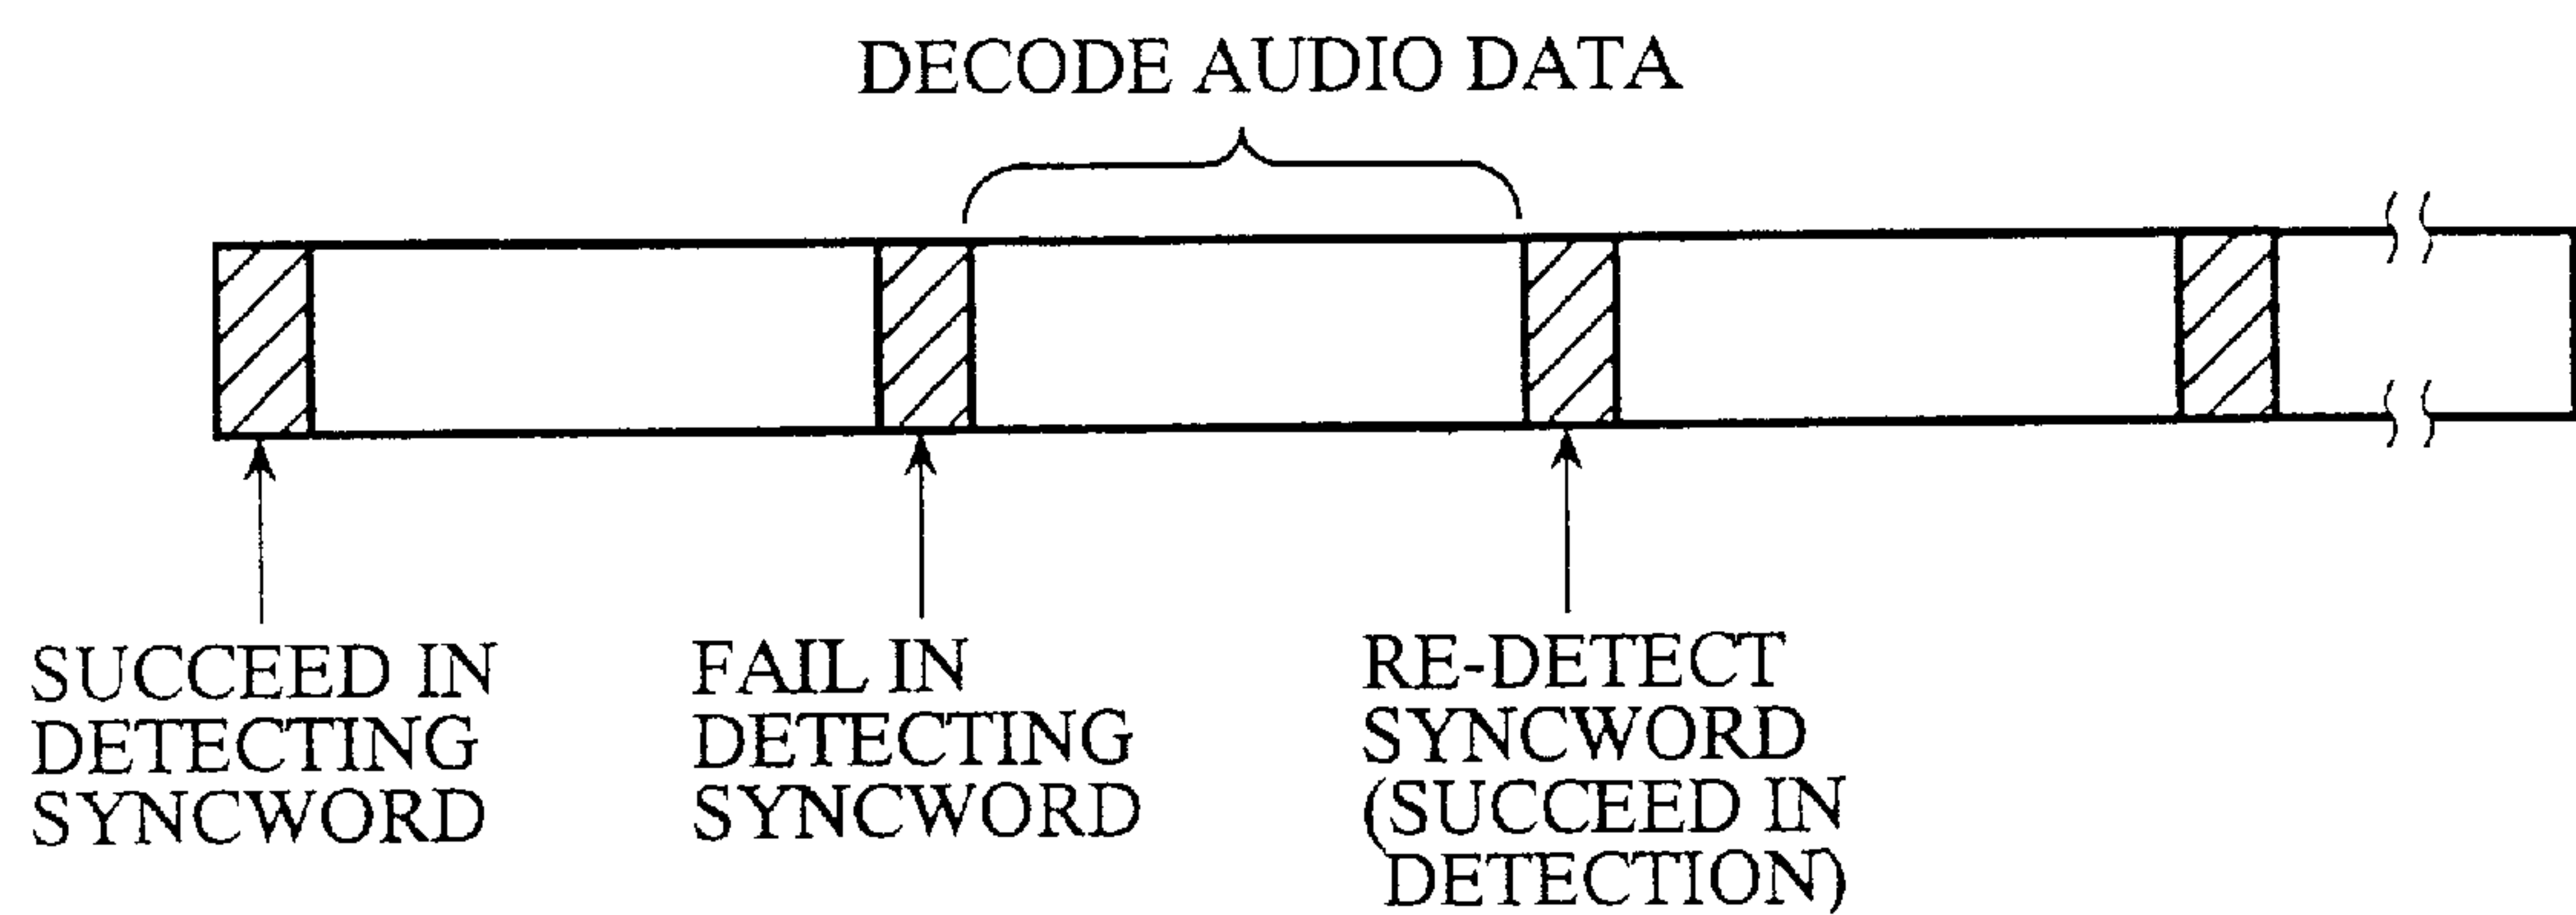 DECODE AUDIO DATA
SUCCEED IN
DETECTING
SYNCWORD
FAIL IN
DETECTING
SYNCWORD
RE-DETECT
SYNCWORD
(SUCCEED IN
DETECTION)